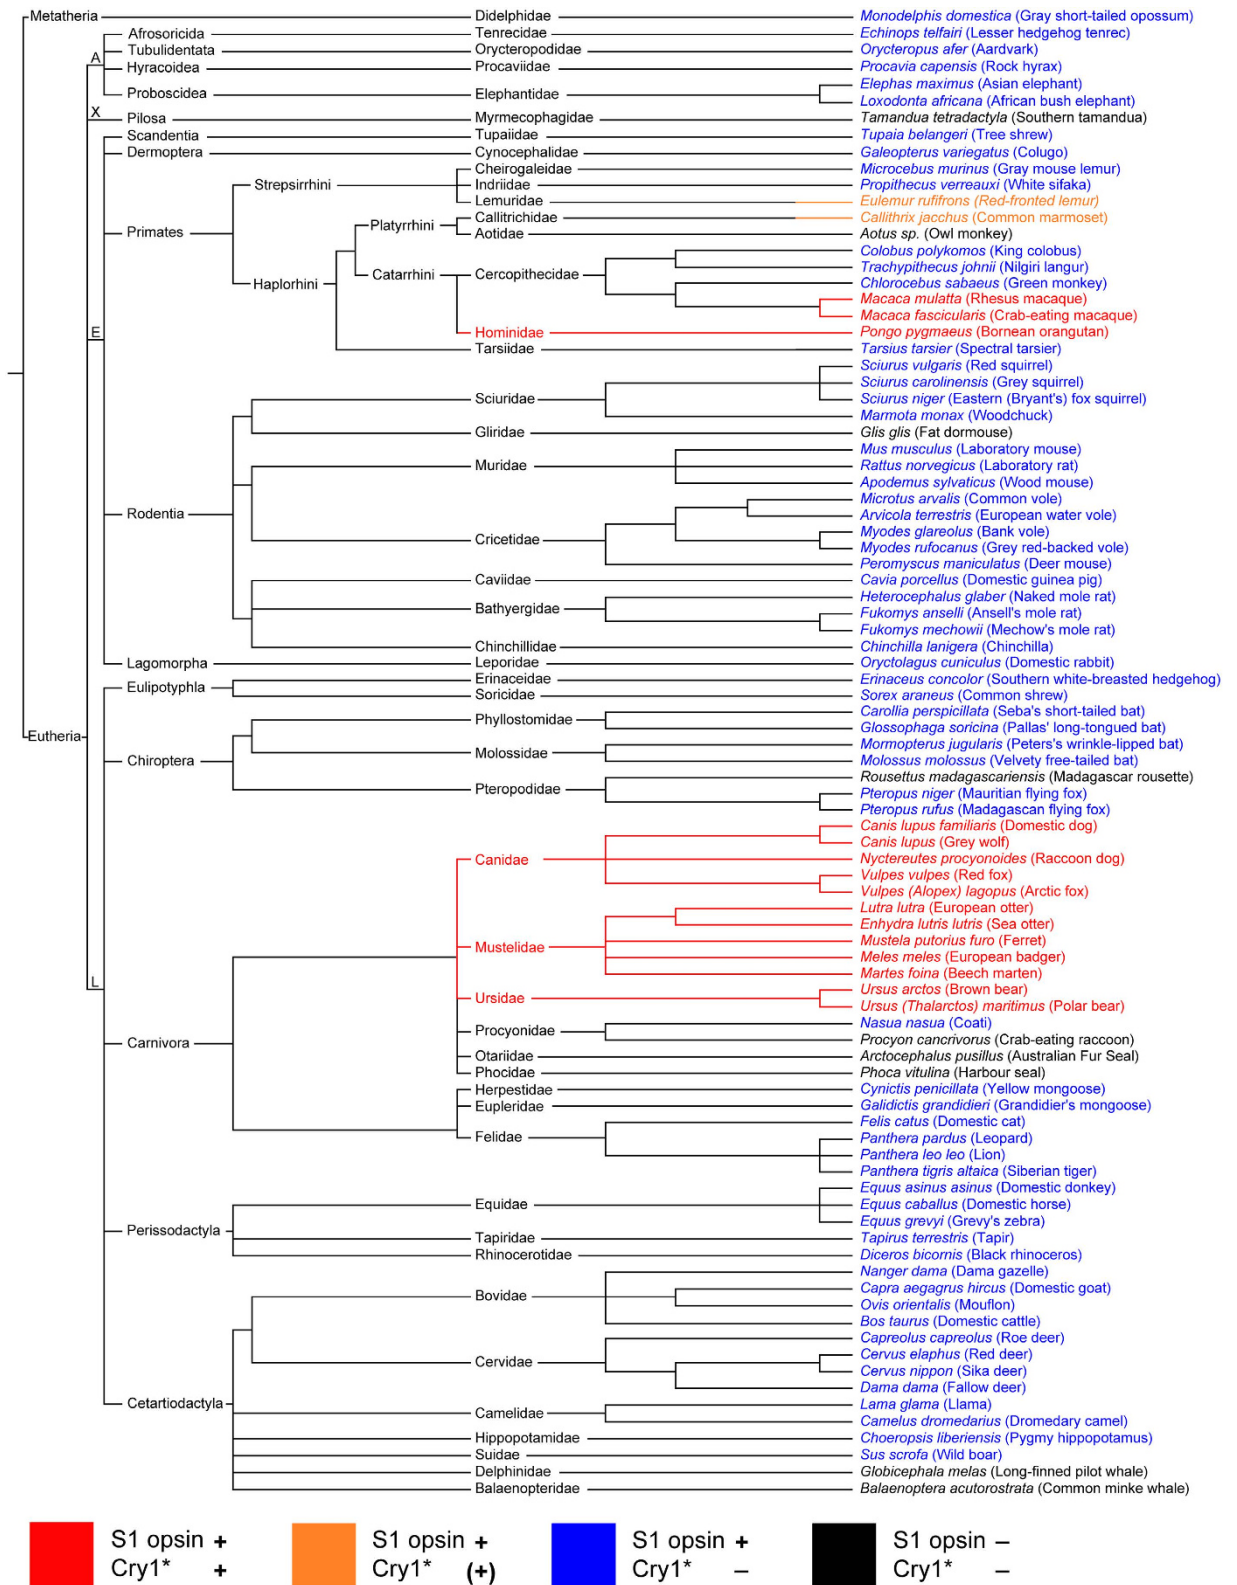 Metatheria Didelphidae Monodelphis domestica (Gray short-tailed opossum)
Afrosoricida Tenrecidae Echinops telfairi (Lesser hedgehog tenrec)
Tubulidentata Orycteropodidae Orycteropus afer (Aardvark)
A
Hyracoidea Procaviidae Procavia capensis (Rock hyrax)
Elephas maximus (Asian elephant)
Proboscidea Elephantidae
Loxodonta africana (African bush elephant)
X
Pilosa Myrmecophagidae Tamandua tetradactyla (Southern tamandua)
Scandentia Tupaiidae Tupaia belangeri (Tree shrew)
Dermoptera Cynocephalidae Galeopterus variegatus (Colugo)
Cheirogaleidae Microcebus murinus (Gray mouse lemur)
Strepsirrhini Indriidae Propithecus verreauxi (White sifaka)
Lemuridae Eulemur rufifrons (Red-fronted lemur)
Callitrichidae Callithrix jacchus (Common marmoset)
Platyrrhini
Primates Aotidae Aotus sp. (Owl monkey)
Colobus polykomos (King colobus)
Trachypithecus johnii (Nilgiri langur)
Catarrhini Cercopithecidae
Haplorhini Chlorocebus sabaeus (Green monkey)
Macaca mulatta (Rhesus macaque)
Macaca fascicularis (Crab-eating macaque)
E Hominidae Pongo pygmaeus (Bornean orangutan)
Tarsiidae Tarsius tarsier (Spectral tarsier)
Sciurus vulgaris (Red squirrel)
Sciurus carolinensis (Grey squirrel)
Sciuridae Sciurus niger (Eastern (Bryant's) fox squirrel)
Marmota monax (Woodchuck)
Gliridae Glis glis (Fat dormouse)
Mus musculus (Laboratory mouse)
Muridae Rattus norvegicus (Laboratory rat)
Apodemus sylvaticus (Wood mouse)
Microtus arvalis (Common vole)
Rodentia Arvicola terrestris (European water vole)
Myodes glareolus (Bank vole)
Cricetidae
Myodes rufocanus (Grey red-backed vole)
Peromyscus maniculatus (Deer mouse)
Caviidae Cavia porcellus (Domestic guinea pig)
Heterocephalus glaber (Naked mole rat)
Bathyergidae Fukomys anselli (Ansell's mole rat)
Fukomys mechowii (Mechow's mole rat)
Chinchillidae Chinchilla lanigera (Chinchilla)
Lagomorpha Leporidae Oryctolagus cuniculus (Domestic rabbit)
Erinaceidae Erinaceus concolor (Southern white-breasted hedgehog)
Eulipotyphla
Soricidae Sorex araneus (Common shrew)
Carollia perspicillata (Seba's short-tailed bat)
Phyllostomidae
Glossophaga soricina (Pallas' long-tongued bat)
Eutheria Mormopterus jugularis (Peters's wrinkle-lipped bat)
Molossidae
Chiroptera Molossus molossus (Velvety free-tailed bat)
Rousettus madagascariensis (Madagascar rousette)
Pteropodidae Pteropus niger (Mauritian flying fox)
Pteropus rufus (Madagascan flying fox)
Canis lupus familiaris (Domestic dog)
Canis lupus (Grey wolf)
Canidae Nyctereutes procyonoides (Raccoon dog)
Vulpes vulpes (Red fox)
Vulpes (Alopex) lagopus (Arctic fox)
Lutra lutra (European otter)
Enhydra lutris lutris (Sea otter)
Mustelidae Mustela putorius furo (Ferret)
Meles meles (European badger)
Martes foina (Beech marten)
L Ursus arctos (Brown bear)
Ursidae
Ursus (Thalarctos) maritimus (Polar bear)
Nasua nasua (Coati)
Procyonidae
Carnivora Procyon cancrivorus (Crab-eating raccoon)
Otariidae Arctocephalus pusillus (Australian Fur Seal)
Phocidae Phoca vitulina (Harbour seal)
Herpestidae Cynictis penicillata (Yellow mongoose)
Eupleridae Galidictis grandidieri (Grandidier's mongoose)
Felis catus (Domestic cat)
Felidae Panthera pardus (Leopard)
Panthera leo leo (Lion)
Panthera tigris altaica (Siberian tiger)
Equus asinus asinus (Domestic donkey)
Equidae Equus caballus (Domestic horse)
Equus grevyi (Grevy's zebra)
Perissodactyla
Tapiridae Tapirus terrestris (Tapir)
Rhinocerotidae Diceros bicornis (Black rhinoceros)
Nanger dama (Dama gazelle)
Capra aegagrus hircus (Domestic goat)
Bovidae
Ovis orientalis (Mouflon)
Bos taurus (Domestic cattle)
Capreolus capreolus (Roe deer)
Cervus elaphus (Red deer)
Cervidae
Cervus nippon (Sika deer)
Dama dama (Fallow deer)
Cetartiodactyla Lama glama (Llama)
Camelidae
Camelus dromedarius (Dromedary camel)
Hippopotamidae Choeropsis liberiensis (Pygmy hippopotamus)
Suidae Sus scrofa (Wild boar)
Delphinidae Globicephala melas (Long-finned pilot whale)
Balaenopteridae Balaenoptera acutorostrata (Common minke whale)
S1 opsin + S1 opsin + S1 opsin + S1 opsin –
Cry1* + Cry1* (+) Cry1* – Cry1* –